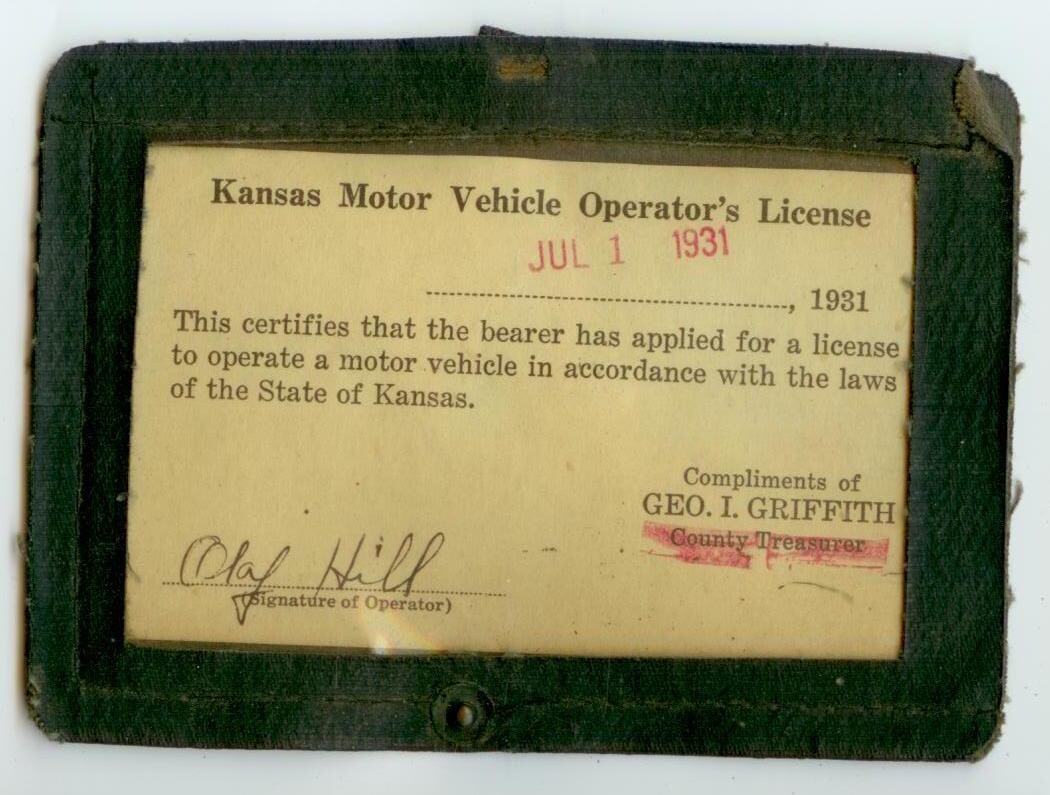 Kansas Motor Vehicle Operator's License
JUL 1 1931
, 1931
This certifies that the bearer has applied for a license
to operate a motor vehicle in accordance with the laws
of the State of Kansas.
Compliments of
GEO. I. GRIFFITH
County Treasurer
Olaf Hill
(Signature of Operator)